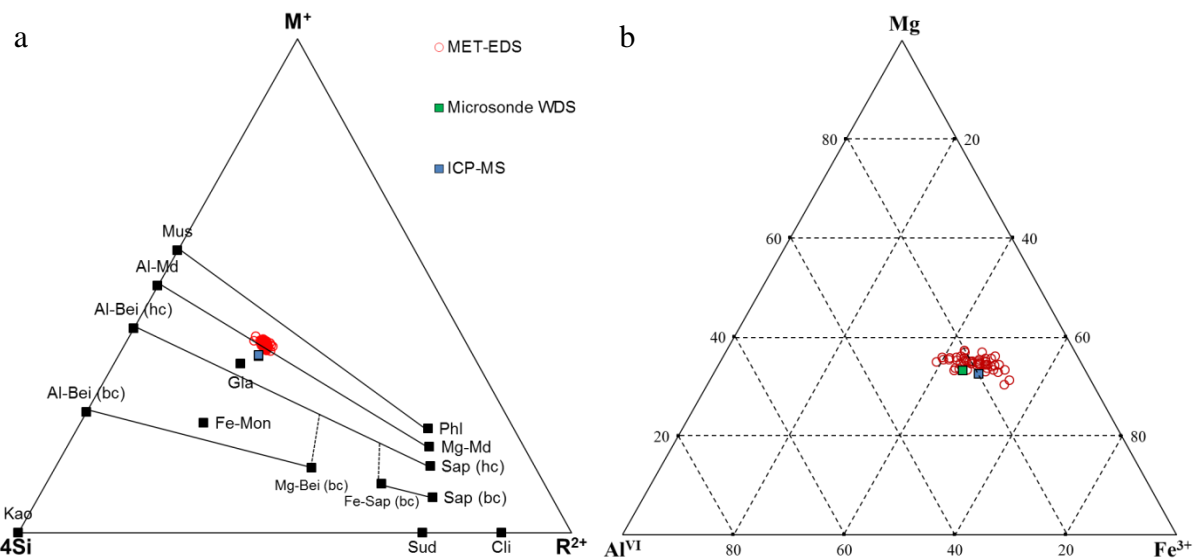 a
M⁺
MET-EDS
Microsonde WDS
ICP-MS
Mus
Al-Md
Al-Bei (hc)
Gla
Al-Bei (bc)
Fe-Mon
Phl
Mg-Md
Sap (hc)
Mg-Bei (bc)
Fe-Sap (bc)
Sap (bc)
Kao
4Si
Sud
Cli
R²⁺
b
Mg
80
20
60
40
40
60
20
80
Al^VI
80
60
40
20
Fe³⁺